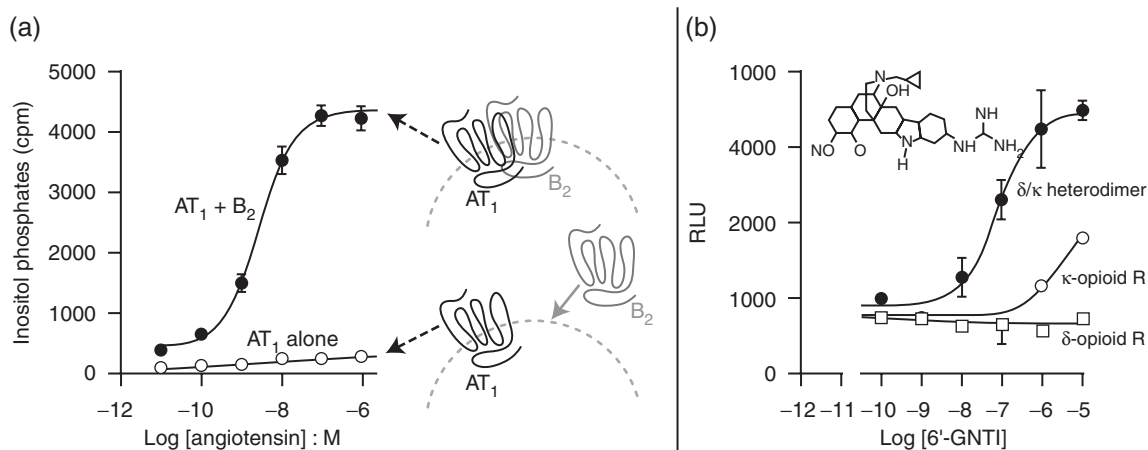 (a)
5000
4000
3000
2000
1000
0
Inositol phosphates (cpm)
AT1 + B2
AT1 alone
−12
−10
−8
−6
Log [angiotensin] : M
AT1
B2
B2
AT1
(b)
1000
4000
2000
1000
0
RLU
N
OH
NO
O
N
H
NH
NH
NH2
δ/κ heterodimer
κ-opioid R
δ-opioid R
−12
−11
−10
−9
−8
−7
−6
−5
Log [6'-GNTI]